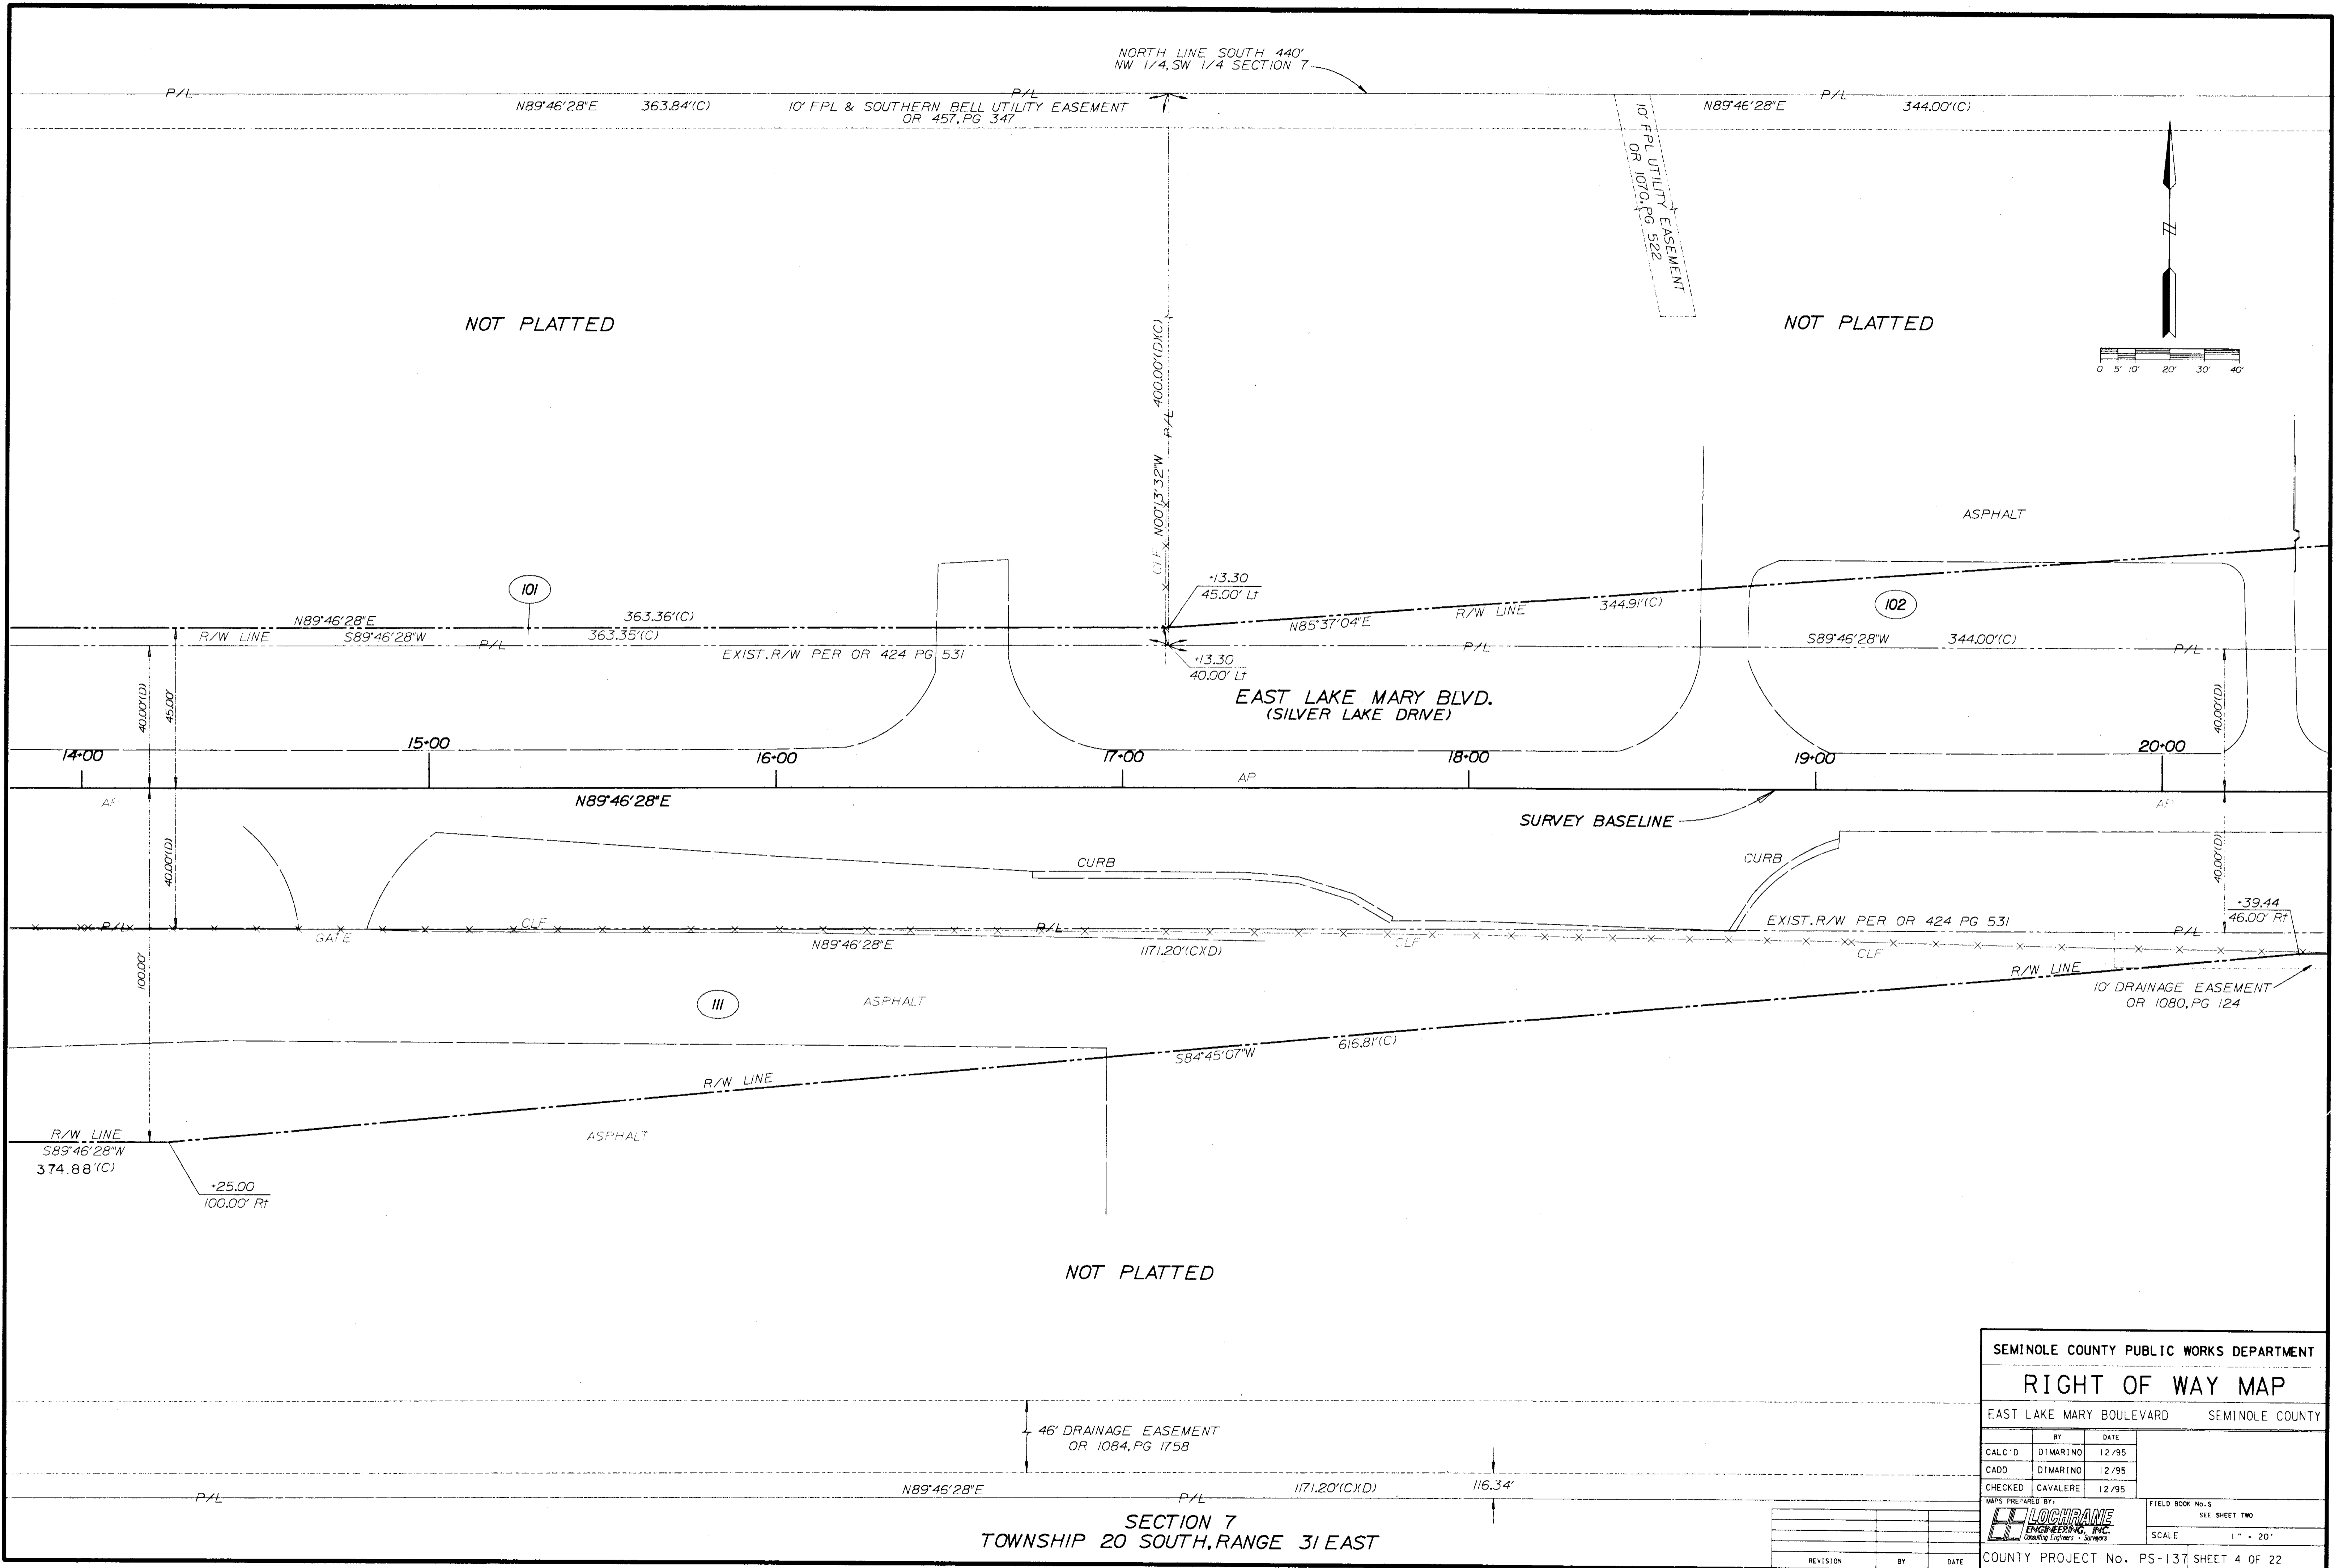 NORTH LINE SOUTH 440'
NW 1/4, SW 1/4 SECTION 7
P/L
P/L
P/L
N89°46'28"E 363.84'(C)
10' FPL & SOUTHERN BELL UTILITY EASEMENT
OR 457, PG 347
N89°46'28"E 344.00'(C)
10' FPL UTILITY EASEMENT
OR 1070, PG 522
N
NOT PLATTED
NOT PLATTED
0 5' 10' 20' 30' 40'
CLF N00°13'32"W P/L 400.00'(D)(C)
ASPHALT
101
+13.30
45.00' Lt
102
N89°46'28"E 363.36'(C)
R/W LINE S89°46'28"W P/L 363.35'(C)
EXIST. R/W PER OR 424 PG 531
N85°37'04"E R/W LINE 344.91'(C)
P/L S89°46'28"W 344.00'(C) P/L
+13.30
40.00' Lt
40.00'(D)
45.00'
EAST LAKE MARY BLVD.
(SILVER LAKE DRIVE)
40.00'(D)
14+00 15+00 16+00 17+00 18+00 19+00 20+00
AP
AP
AP
N89°46'28"E
SURVEY BASELINE
40.00'(D)
CURB
CURB
40.00'(D)
+39.44
46.00' Rt
P/L GATE CLF P/L
EXIST. R/W PER OR 424 PG 531
P/L
N89°46'28"E 1171.20'(C)(D)
CLF
CLF
100.00'
111
ASPHALT
R/W LINE
10' DRAINAGE EASEMENT
OR 1080, PG 124
R/W LINE
S84°45'07"W 616.81'(C)
R/W LINE
S89°46'28"W
374.88'(C)
ASPHALT
+25.00
100.00' Rt
NOT PLATTED
46' DRAINAGE EASEMENT
OR 1084, PG 1758
P/L
N89°46'28"E
P/L
1171.20'(C)(D)
116.34'
SECTION 7
TOWNSHIP 20 SOUTH, RANGE 31 EAST
SEMINOLE COUNTY PUBLIC WORKS DEPARTMENT
RIGHT OF WAY MAP
EAST LAKE MARY BOULEVARD SEMINOLE COUNTY
BY DATE
CALC'D DIMARINO 12/95
CADD DIMARINO 12/95
CHECKED CAVALERE 12/95
MAPS PREPARED BY:
LOCHRANE
ENGINEERING, INC.
Consulting Engineers • Surveyors
FIELD BOOK No.S
SEE SHEET TWO
SCALE 1" = 20'
REVISION BY DATE
COUNTY PROJECT No. PS-137 SHEET 4 OF 22